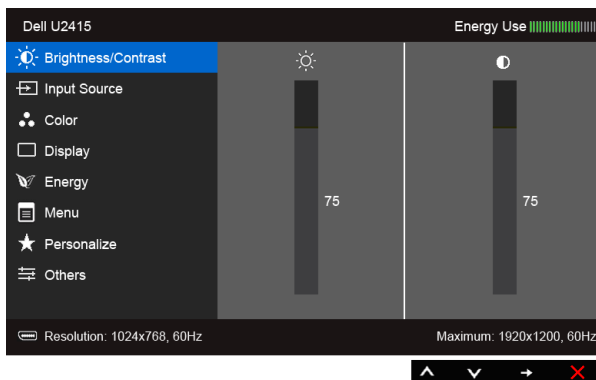 Dell U2415 Energy Use
Brightness/Contrast
Input Source
Color
Display
Energy
75 75
Menu
Personalize
Others
Resolution: 1024x768, 60Hz Maximum: 1920x1200, 60Hz